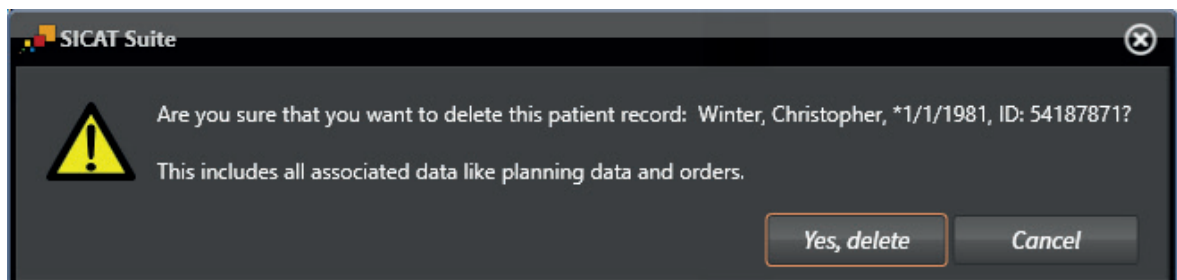 SICAT Suite
Are you sure that you want to delete this patient record: Winter, Christopher, *1/1/1981, ID: 54187871?
This includes all associated data like planning data and orders.
Yes, delete
Cancel